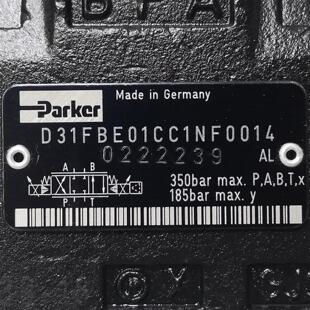 B P A
Parker
Made in Germany
D31FBE01CC1NF0014
0222239 AL
A B
P T
350bar max. P,A,B,T,x
185bar max. y
X